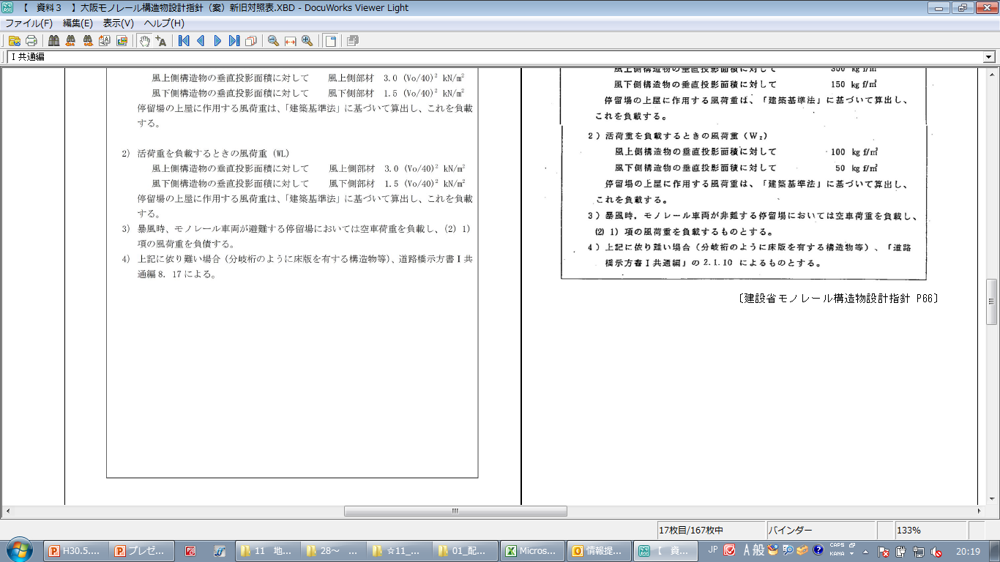 【　資料３　】大阪モノレール構造物設計指針（案）新旧対照表.XBD - DocuWorks Viewer Light
ファイル(F)　編集(E)　表示(V)　ヘルプ(H)
Ⅰ共通編
風上側構造物の垂直投影面積に対して　風上側部材　3.0 (Vo/40)² kN/m²
風下側構造物の垂直投影面積に対して　風下側部材　1.5 (Vo/40)² kN/m²
停留場の上屋に作用する風荷重は、「建築基準法」に基づいて算出し、これを負載
する。
2) 活荷重を負載するときの風荷重 (WL)
風上側構造物の垂直投影面積に対して　風上側部材　3.0 (Vo/40)² kN/m²
風下側構造物の垂直投影面積に対して　風下側部材　1.5 (Vo/40)² kN/m²
停留場の上屋に作用する風荷重は、「建築基準法」に基づいて算出し、これを負載
する。
3) 暴風時、モノレール車両が避難する停留場においては空車荷重を負載し、(2) 1)
項の風荷重を負債する。
4) 上記に依り難い場合 (分岐桁のように床版を有する構造物等)、道路橋示方書Ⅰ共
通編８．17による。
風上側構造物の垂直投影面積に対して　300 kg f/㎡
風下側構造物の垂直投影面積に対して　150 kg f/㎡
停留場の上屋に作用する風荷重は、「建築基準法」に基づいて算出し、
これを負載する。
2）活荷重を負載するときの風荷重（W₂）
風上側構造物の垂直投影面積に対して　100 kg f/㎡
風下側構造物の垂直投影面積に対して　50 kg f/㎡
停留場の上屋に作用する風荷重は、「建築基準法」に基づいて算出し、
これを負載する。
3）暴風時，モノレール車両が非難する停留場においては空車荷重を負載し、
(2) 1）項の風荷重を負載するものとする。
4）上記に依り難い場合（分岐桁のように床版を有する構造物等）、「道路
橋示方書Ⅰ共通編」の2.1.10 によるものとする。
〔建設省モノレール構造物設計指針 P66〕
17枚目/167枚中　バインダー　133%
H30.5....　プレゼ...　11　地...　28～　...　☆11_...　01_配...　Micros...　情報提...　【　資...　JP　A 般　CAPS　KANA　20:19